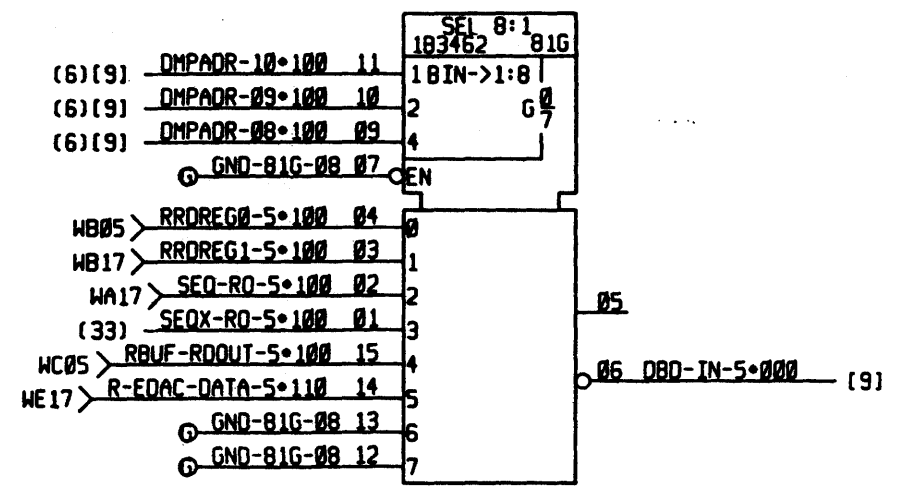 SEL 8:1
183462 81G
(6)[9] DMPADR-10•100 11 1 BIN->1:8
(6)[9] DMPADR-09•100 10 2 G 0/7
(6)[9] DMPADR-08•100 09 4
G GND-81G-08 07 EN
WB05 RRDREG0-5•100 04 0
WB17 RRDREG1-5•100 03 1
WA17 SEQ-RO-5•100 02 2
05
(33) SEQX-RO-5•100 01 3
WC05 RBUF-RDOUT-5•100 15 4
06 DBD-IN-5•000 [9]
WE17 R-EDAC-DATA-5•110 14 5
G GND-81G-08 13 6
G GND-81G-08 12 7